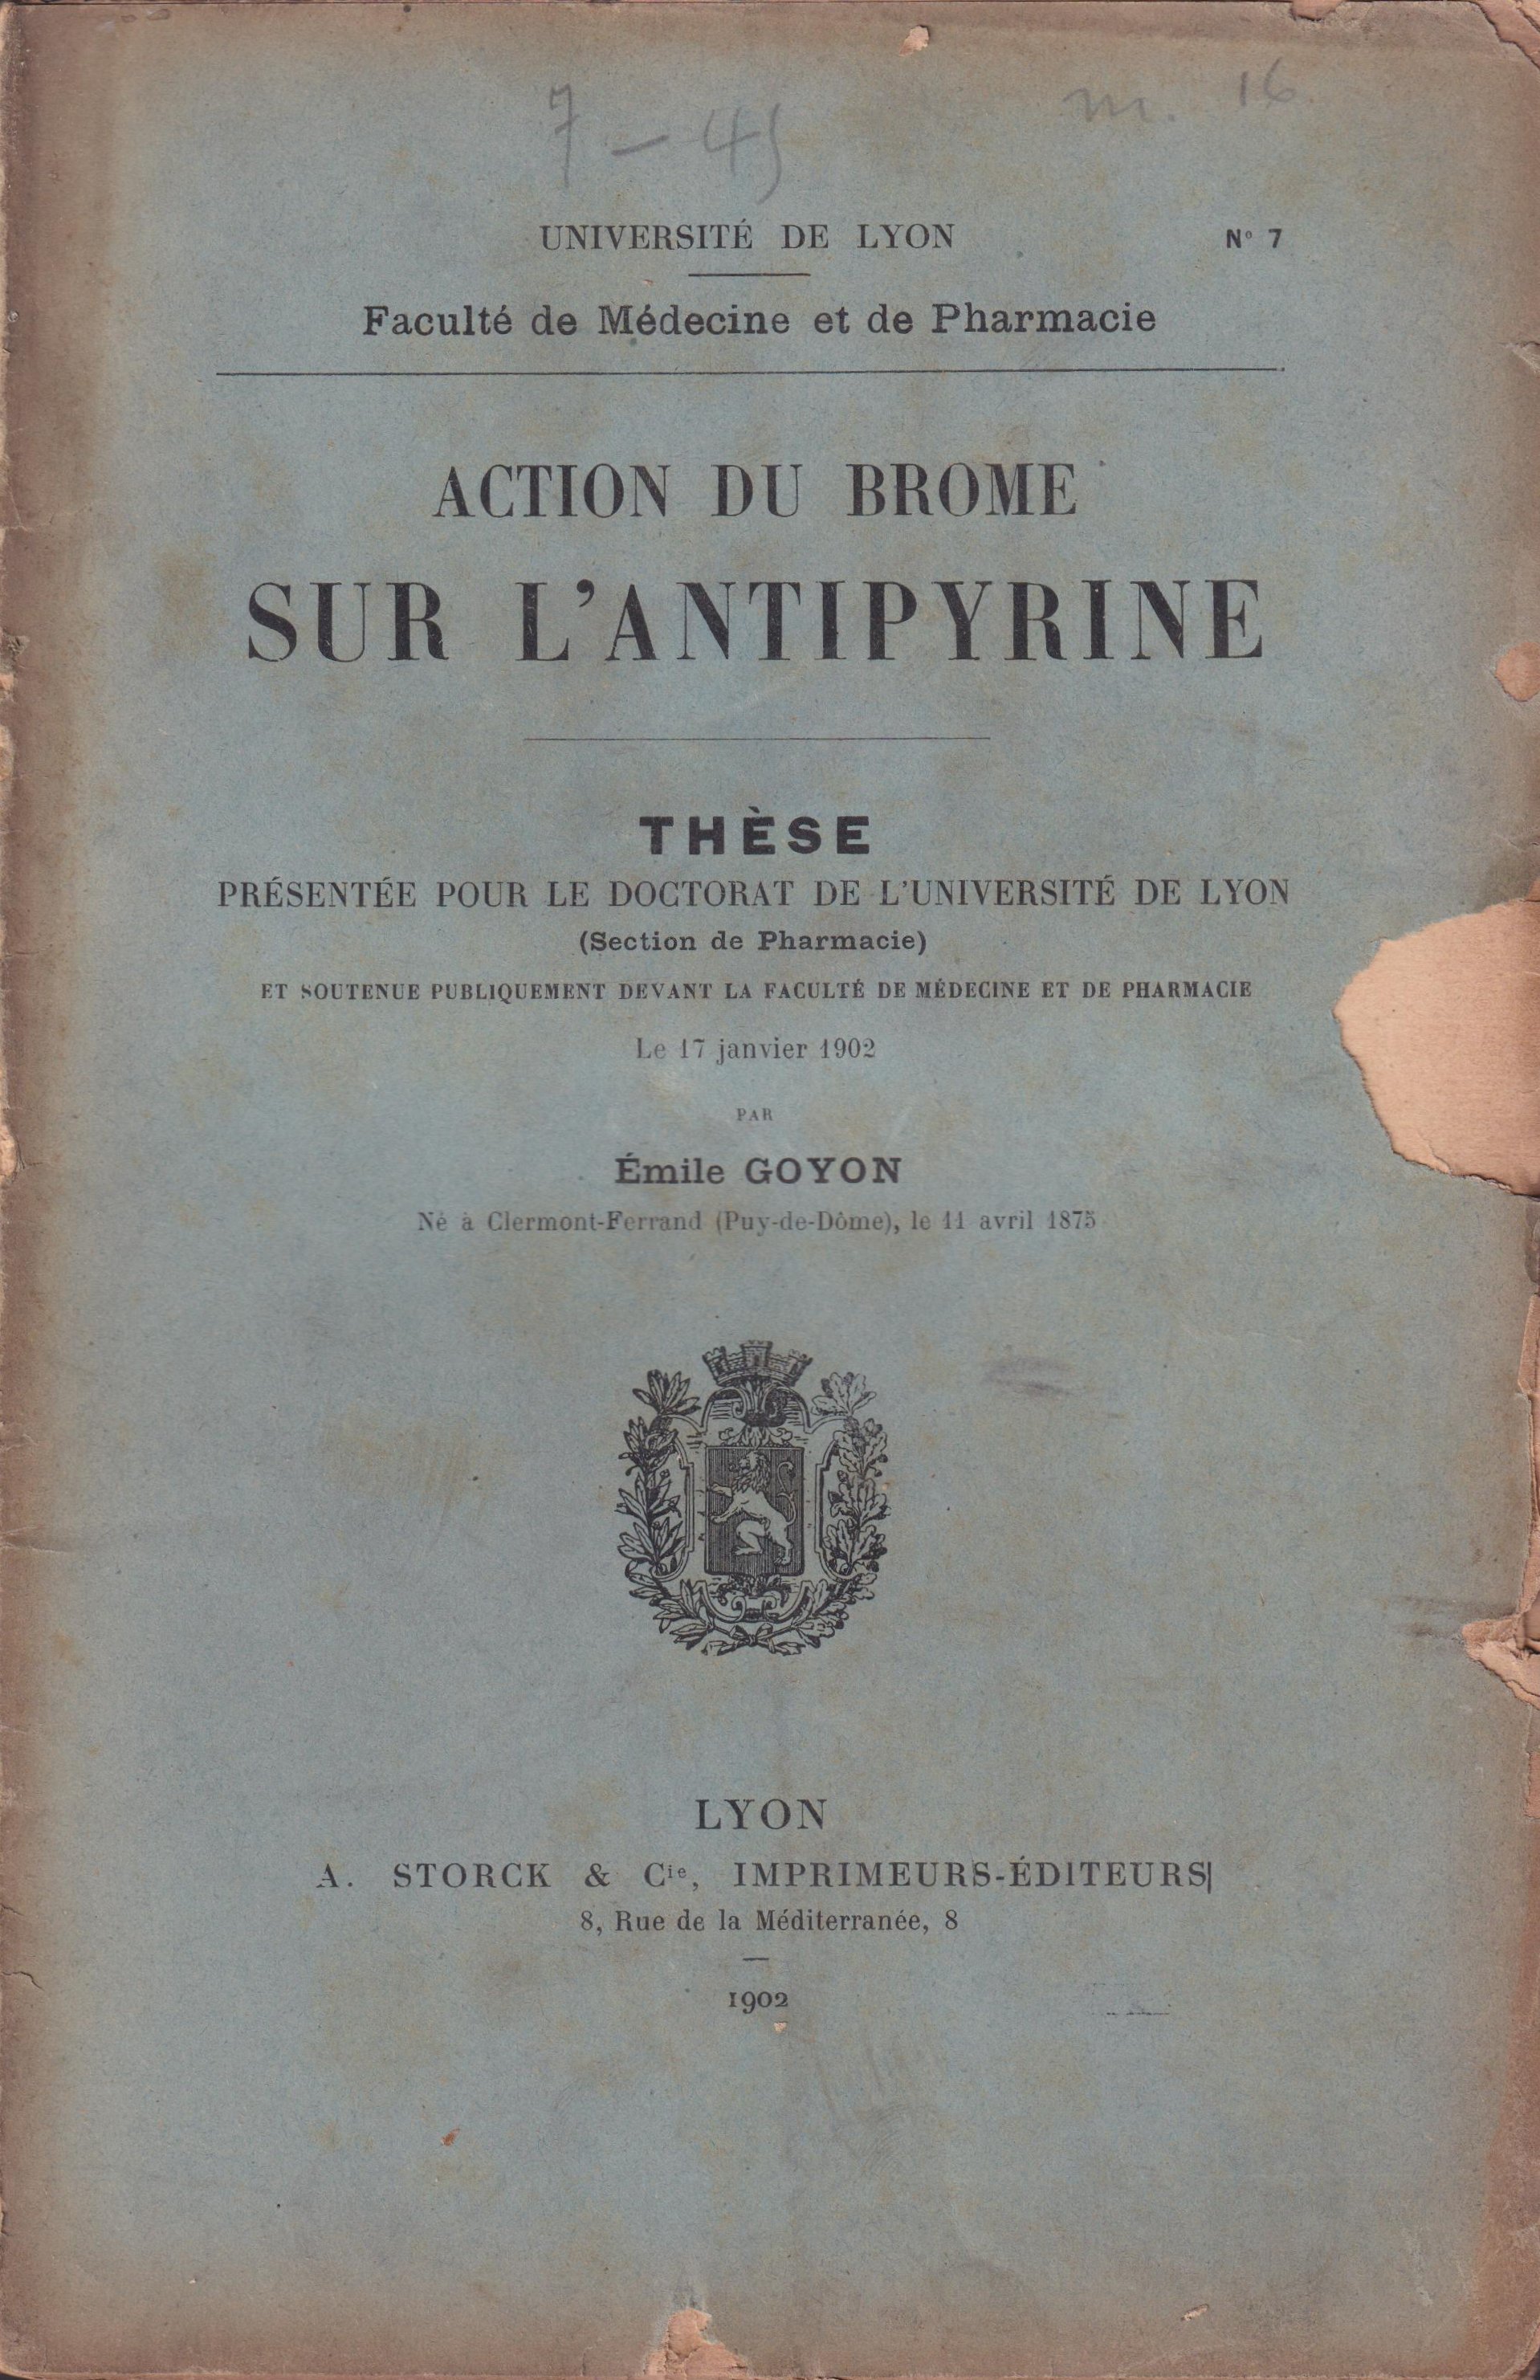 7 - 45 m. 16
UNIVERSITÉ DE LYON N° 7
Faculté de Médecine et de Pharmacie
ACTION DU BROME
SUR L'ANTIPYRINE
THÈSE
PRÉSENTÉE POUR LE DOCTORAT DE L'UNIVERSITÉ DE LYON
(Section de Pharmacie)
ET SOUTENUE PUBLIQUEMENT DEVANT LA FACULTÉ DE MÉDECINE ET DE PHARMACIE
Le 17 janvier 1902
PAR
Émile GOYON
Né à Clermont-Ferrand (Puy-de-Dôme), le 11 avril 1875
LYON
A. STORCK & Cie, IMPRIMEURS-ÉDITEURS
8, Rue de la Méditerranée, 8
1902